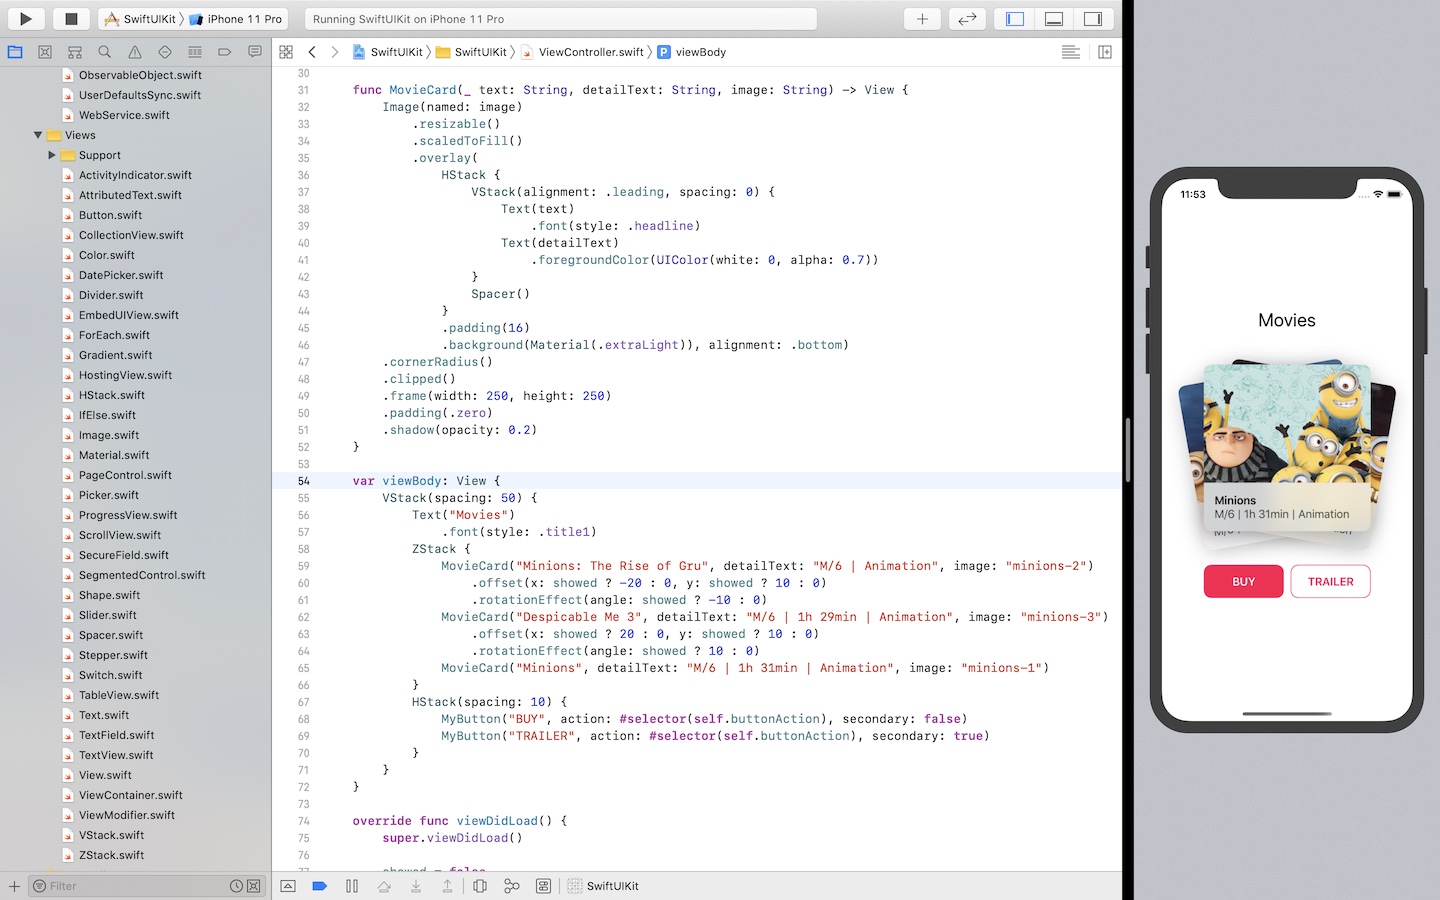 SwiftUIKit
iPhone 11 Pro
Running SwiftUIKit on iPhone 11 Pro
SwiftUIKit
SwiftUIKit
ViewController.swift
P
viewBody
ObservableObject.swift
UserDefaultsSync.swift
WebService.swift
Views
Support
ActivityIndicator.swift
AttributedText.swift
Button.swift
CollectionView.swift
Color.swift
DatePicker.swift
Divider.swift
EmbedUIView.swift
ForEach.swift
Gradient.swift
HostingView.swift
HStack.swift
IfElse.swift
Image.swift
Material.swift
PageControl.swift
Picker.swift
ProgressView.swift
ScrollView.swift
SecureField.swift
SegmentedControl.swift
Shape.swift
Slider.swift
Spacer.swift
Stepper.swift
Switch.swift
TableView.swift
Text.swift
TextField.swift
TextView.swift
View.swift
ViewContainer.swift
ViewModifier.swift
VStack.swift
ZStack.swift
Filter
30
31 func MovieCard(_ text: String, detailText: String, image: String) -> View {
32 Image(named: image)
33 .resizable()
34 .scaledToFill()
35 .overlay(
36 HStack {
37 VStack(alignment: .leading, spacing: 0) {
38 Text(text)
39 .font(style: .headline)
40 Text(detailText)
41 .foregroundColor(UIColor(white: 0, alpha: 0.7))
42 }
43 Spacer()
44 }
45 .padding(16)
46 .background(Material(.extraLight)), alignment: .bottom)
47 .cornerRadius()
48 .clipped()
49 .frame(width: 250, height: 250)
50 .padding(.zero)
51 .shadow(opacity: 0.2)
52 }
53
54 var viewBody: View {
55 VStack(spacing: 50) {
56 Text("Movies")
57 .font(style: .title1)
58 ZStack {
59 MovieCard("Minions: The Rise of Gru", detailText: "M/6 | Animation", image: "minions-2")
60 .offset(x: showed ? -20 : 0, y: showed ? 10 : 0)
61 .rotationEffect(angle: showed ? -10 : 0)
62 MovieCard("Despicable Me 3", detailText: "M/6 | 1h 29min | Animation", image: "minions-3")
63 .offset(x: showed ? 20 : 0, y: showed ? 10 : 0)
64 .rotationEffect(angle: showed ? 10 : 0)
65 MovieCard("Minions", detailText: "M/6 | 1h 31min | Animation", image: "minions-1")
66 }
67 HStack(spacing: 10) {
68 MyButton("BUY", action: #selector(self.buttonAction), secondary: false)
69 MyButton("TRAILER", action: #selector(self.buttonAction), secondary: true)
70 }
71 }
72 }
73
74 override func viewDidLoad() {
75 super.viewDidLoad()
76
77 showed = false
SwiftUIKit
11:53
Movies
Minions
M/6 | 1h 31min | Animation
BUY
TRAILER